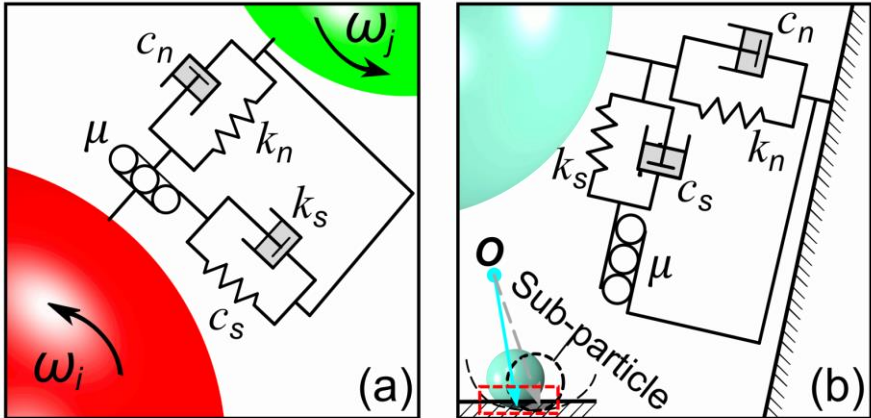 ω_j
c_n
k_n
μ
k_s
c_s
ω_i
(a)
c_n
k_n
k_s
c_s
μ
O
Sub-particle
(b)